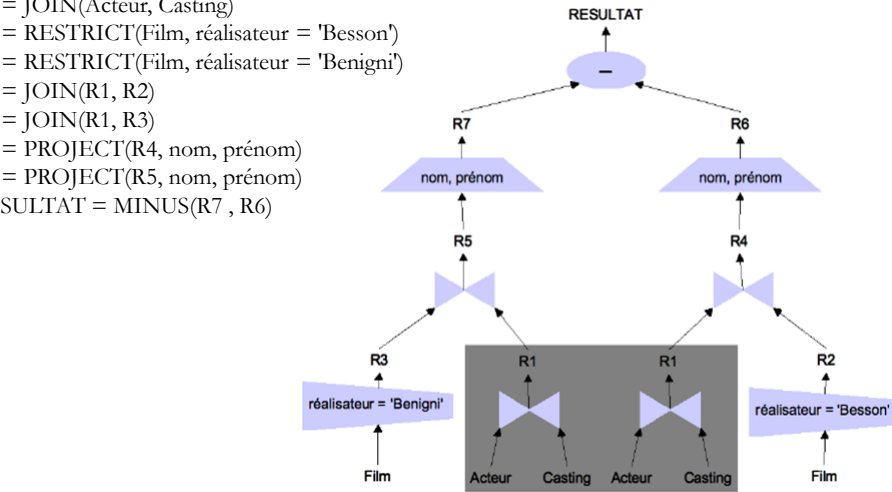 = JOIN(Acteur, Casting)
= RESTRICT(Film, réalisateur = 'Besson')
= RESTRICT(Film, réalisateur = 'Benigni')
= JOIN(R1, R2)
= JOIN(R1, R3)
= PROJECT(R4, nom, prénom)
= PROJECT(R5, nom, prénom)
SULTAT = MINUS(R7 , R6)
RESULTAT
–
R7 R6
nom, prénom nom, prénom
R5 R4
R3 R1 R1 R2
réalisateur = 'Benigni' réalisateur = 'Besson'
Film Acteur Casting Acteur Casting Film